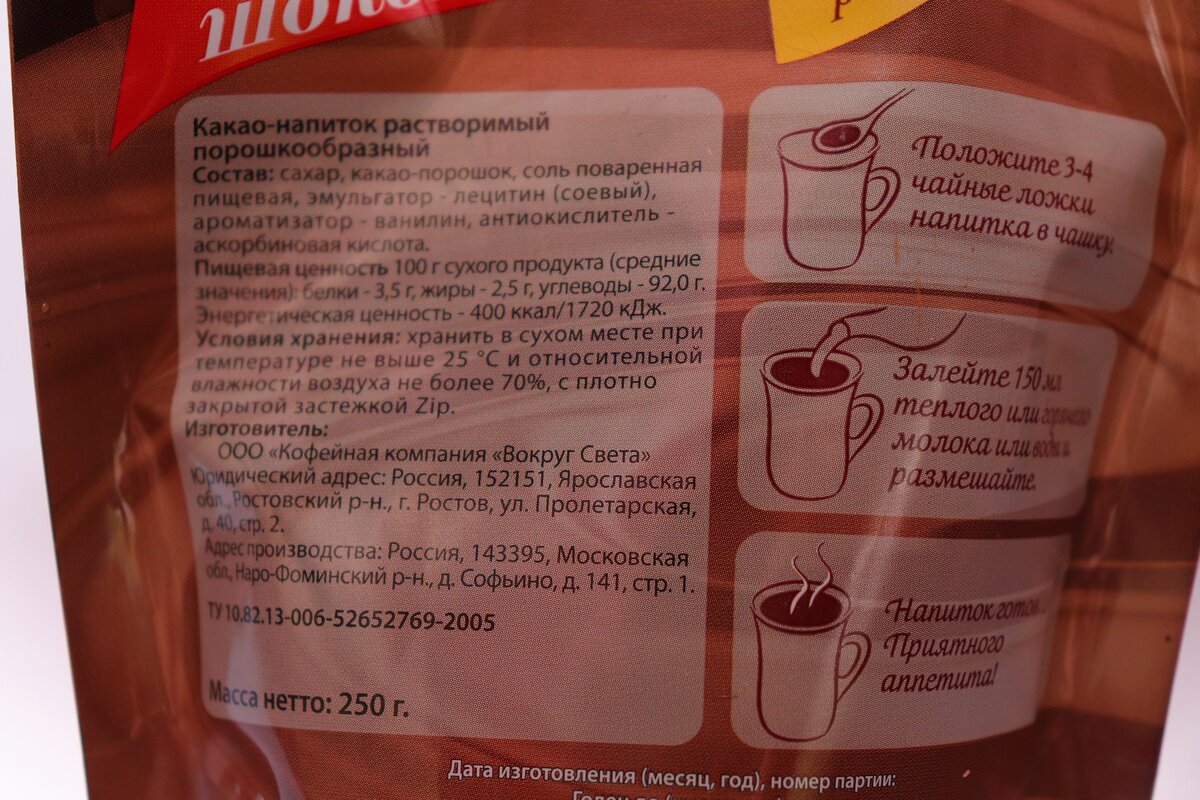 Какао-напиток растворимый
порошкообразный
Состав: сахар, какао-порошок, соль поваренная
пищевая, эмульгатор - лецитин (соевый),
ароматизатор - ванилин, антиокислитель -
аскорбиновая кислота.
Пищевая ценность 100 г сухого продукта (средние
значения): белки - 3,5 г, жиры - 2,5 г, углеводы - 92,0 г.
Энергетическая ценность - 400 ккал/1720 кДж.
Условия хранения: хранить в сухом месте при
температуре не выше 25 °С и относительной
влажности воздуха не более 70%, с плотно
закрытой застежкой Zip.
Изготовитель:
ООО «Кофейная компания «Вокруг Света»
Юридический адрес: Россия, 152151, Ярославская
обл., Ростовский р-н., г. Ростов, ул. Пролетарская,
д. 40, стр. 2.
Адрес производства: Россия, 143395, Московская
обл., Наро-Фоминский р-н., д. Софьино, д. 141, стр. 1.
ТУ 10.82.13-006-52652769-2005
Масса нетто: 250 г.
Положите 3-4
чайные ложки
напитка в чашку.
Залейте 150 мл
теплого или горячего
молока или воды и
размешайте.
Напиток готов!
Приятного
аппетита!
Дата изготовления (месяц, год), номер партии: